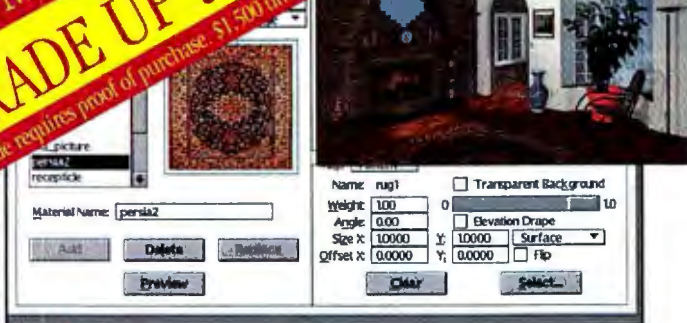 ADE UP
requires proof of purchase. $1,500
_picture
persia2
recepticle
Material Name: persia2
Add Delete Replace
Preview
Name: rug1 Transparent Background
Weight: 1.00 0 1.0
Angle: 0.00 Elevation Drape
Size X: 1.0000 Y: 1.0000 Surface
Offset X: 0.0000 Y: 0.0000 Flip
Clear Select...